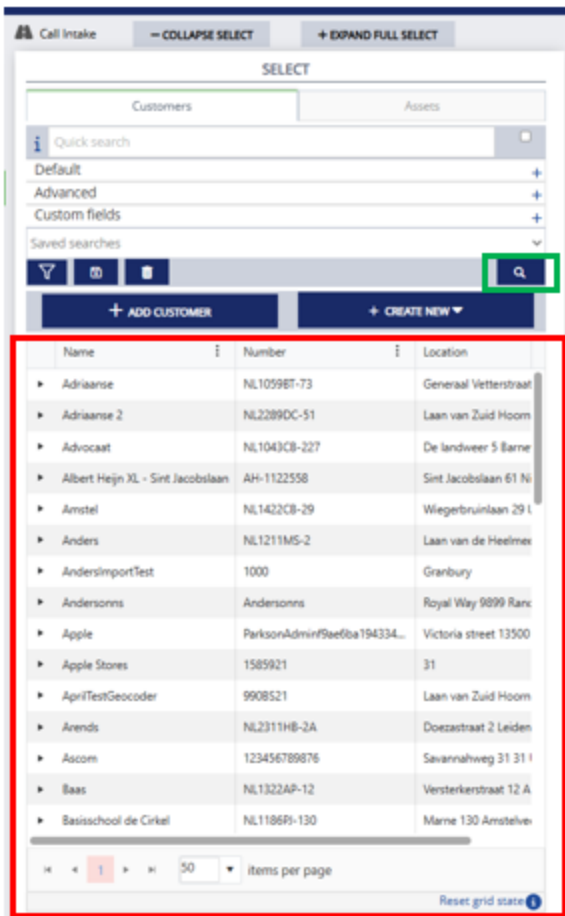 Call Intake — COLLAPSE SELECT + EXPAND FULL SELECT
SELECT
Customers Assets
i Quick search
Default +
Advanced +
Custom fields +
Saved searches
+ ADD CUSTOMER + CREATE NEW
Name Number Location
Adriaanse NL1059BT-73 Generaal Vetterstraat
Adriaanse 2 NL2289DC-51 Laan van Zuid Hoorn
Advocaat NL1043CB-227 De landweer 5 Barne
Albert Heijn XL - Sint Jacobslaan AH-1122558 Sint Jacobslaan 61 Ni
Amstel NL1422CB-29 Wiegerbruinlaan 29
Anders NL1211MS-2 Laan van de Heelmee
AndersImportTest 1000 Granbury
Andersonns Andersonns Royal Way 9899 Ranc
Apple Victoria street 13500
Apple Stores 1585921 31
AprilTestGeocoder 9908521 Laan van Zuid Hoorn
Arends NL2311HB-2A Doezastraat 2 Leiden
Ascom 123456789876 Savannahweg 31 31
Baas NL1322AP-12 Versterkerstraat 12 A
Basisschool de Cirkel NL1186PJ-130 Marne 130 Amstelve
1 50 items per page
Reset grid state i